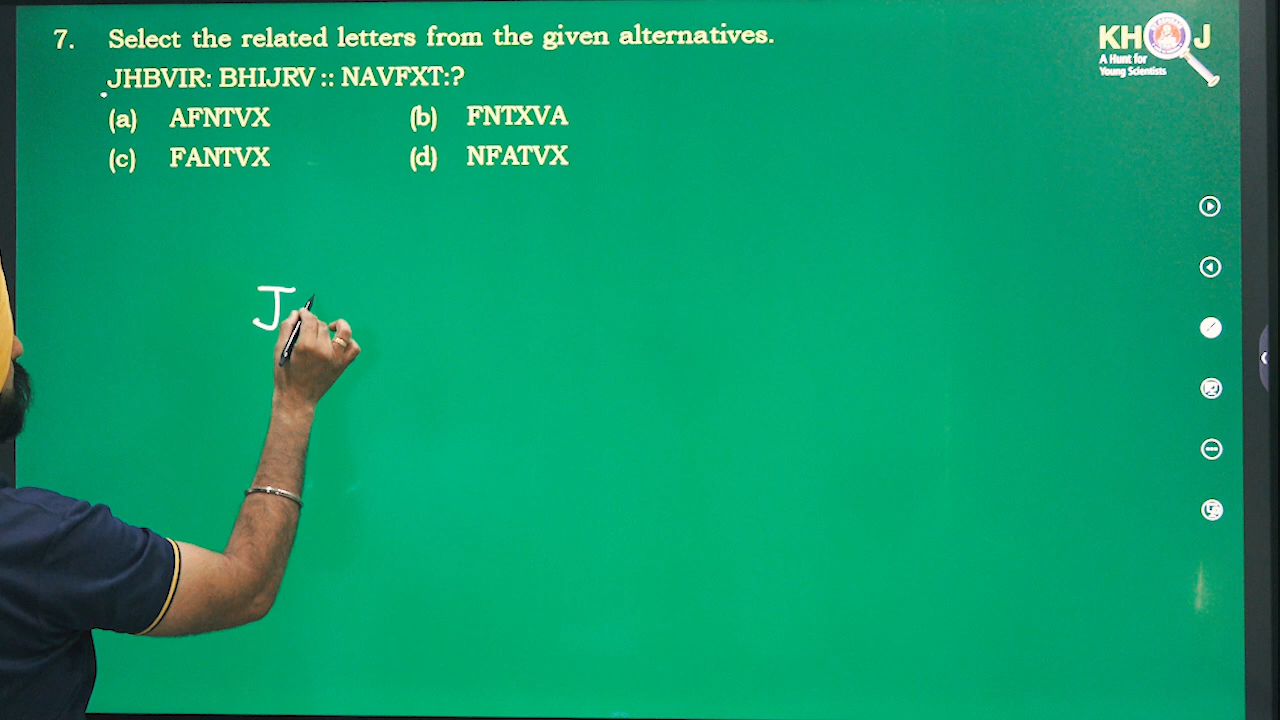 7. Select the related letters from the given alternatives.
JHBVIR: BHIJRV :: NAVFXT:?
(a) AFNTVX (b) FNTXVA
(c) FANTVX (d) NFATVX
J
KHOJ
A Hunt for
Young Scientists